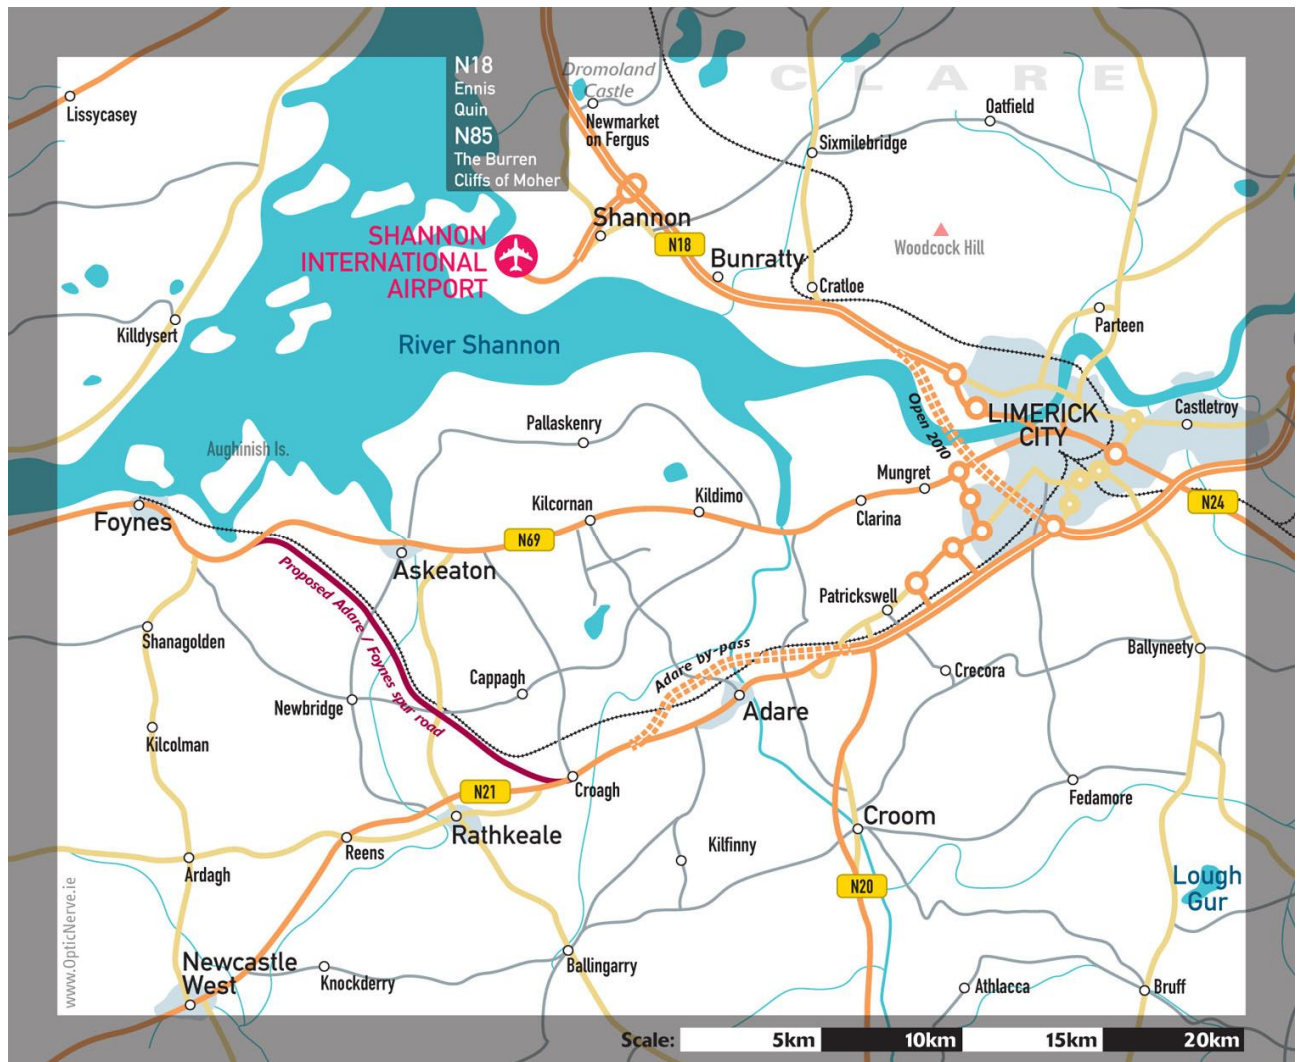 N18
Ennis
Quin
N85
The Burren
Cliffs of Moher
Dromoland
Castle
CLARE
Lissycasey
Newmarket
on Fergus
Oatfield
Sixmilebridge
Shannon
SHANNON
INTERNATIONAL
AIRPORT
N18
Bunratty
Woodcock Hill
Cratloe
Killdysert
River Shannon
Parteen
Open 2010
LIMERICK
CITY
Castletroy
Pallaskenry
Aughinish Is.
Mungret
Foynes
Kilcornan
Kildimo
Clarina
N24
N69
Askeaton
Proposed Adare / Foynes spur road
Patrickswell
Shanagolden
Adare by-pass
Ballyneety
Cappagh
Crecora
Newbridge
Adare
Kilcolman
N21
Croagh
Fedamore
Rathkeale
Croom
Reens
Kilfinny
Ardagh
N20
Lough
Gur
www.OpticNerve.ie
Newcastle
West
Knockderry
Ballingarry
Athlacca
Bruff
Scale:
5km
10km
15km
20km